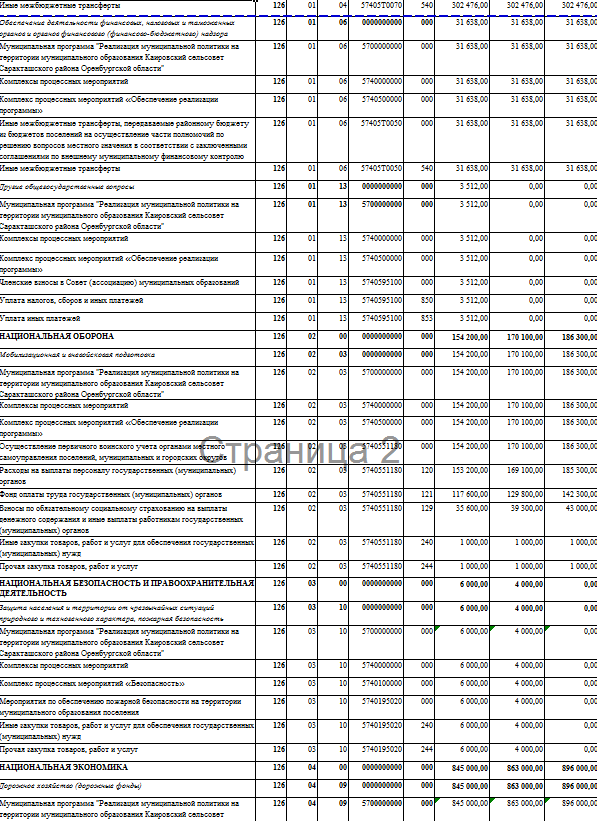 Иные межбюджетные трансферты 126 01 04 57405Т0070 540 302 476,00 302 476,00 302 476,00
Обеспечение деятельности финансовых, налоговых и таможенных 126 01 06 0000000000 000 31 638,00 31 638,00 31 638,00
органов и органов финансового (финансово-бюджетного) надзора
Муниципальная программа "Реализация муниципальной политики на 126 01 06 5700000000 000 31 638,00 31 638,00 31 638,00
территории муниципального образования Каировский сельсовет
Саракташского района Оренбургской области"
Комплексы процессных мероприятий 126 01 06 5740000000 000 31 638,00 31 638,00 31 638,00
Комплекс процессных мероприятий «Обеспечение реализации 126 01 06 5740500000 000 31 638,00 31 638,00 31 638,00
программы»
Иные межбюджетные трансферты, передаваемые районному бюджету 126 01 06 57405Т0050 000 31 638,00 31 638,00 31 638,00
из бюджетов поселений на осуществление части полномочий по
решению вопросов местного значения в соответствии с заключенными
соглашениями по внешнему муниципальному финансовому контролю
Иные межбюджетные трансферты 126 01 06 57405Т0050 540 31 638,00 31 638,00 31 638,00
Другие общегосударственные вопросы 126 01 13 0000000000 000 3 512,00 0,00 0,00
Муниципальная программа "Реализация муниципальной политики на 126 01 13 5700000000 000 3 512,00 0,00 0,00
территории муниципального образования Каировский сельсовет
Саракташского района Оренбургской области"
Комплексы процессных мероприятий 126 01 13 5740000000 000 3 512,00 0,00 0,00
Комплекс процессных мероприятий «Обеспечение реализации 126 01 13 5740500000 000 3 512,00 0,00 0,00
программы»
Членские взносы в Совет (ассоциацию) муниципальных образований 126 01 13 5740595100 000 3 512,00 0,00 0,00
Уплата налогов, сборов и иных платежей 126 01 13 5740595100 850 3 512,00 0,00 0,00
Уплата иных платежей 126 01 13 5740595100 853 3 512,00 0,00 0,00
НАЦИОНАЛЬНАЯ ОБОРОНА 126 02 00 0000000000 000 154 200,00 170 100,00 186 300,00
Мобилизационная и вневойсковая подготовка 126 02 03 0000000000 000 154 200,00 170 100,00 186 300,00
Муниципальная программа "Реализация муниципальной политики на 126 02 03 5700000000 000 154 200,00 170 100,00 186 300,00
территории муниципального образования Каировский сельсовет
Саракташского района Оренбургской области"
Комплексы процессных мероприятий 126 02 03 5740000000 000 154 200,00 170 100,00 186 300,00
Комплекс процессных мероприятий «Обеспечение реализации 126 02 03 5740500000 000 154 200,00 170 100,00 186 300,00
программы»
Страница 2
Осуществление первичного воинского учета органами местного 126 02 03 5740551180 000 154 200,00 170 100,00 186 300,00
самоуправления поселений, муниципальных и городских округов
Расходы на выплаты персоналу государственных (муниципальных) 126 02 03 5740551180 120 153 200,00 169 100,00 185 300,00
органов
Фонд оплаты труда государственных (муниципальных) органов 126 02 03 5740551180 121 117 600,00 129 800,00 142 300,00
Взносы по обязательному социальному страхованию на выплаты 126 02 03 5740551180 129 35 600,00 39 300,00 43 000,00
денежного содержания и иные выплаты работникам государственных
(муниципальных) органов
Иные закупки товаров, работ и услуг для обеспечения государственных 126 02 03 5740551180 240 1 000,00 1 000,00 1 000,00
(муниципальных) нужд
Прочая закупка товаров, работ и услуг 126 02 03 5740551180 244 1 000,00 1 000,00 1 000,00
НАЦИОНАЛЬНАЯ БЕЗОПАСНОСТЬ И ПРАВООХРАНИТЕЛЬНАЯ 126 03 00 0000000000 000 6 000,00 4 000,00 0,00
ДЕЯТЕЛЬНОСТЬ
Защита населения и территории от чрезвычайных ситуаций 126 03 10 0000000000 000 6 000,00 4 000,00 0,00
природного и техногенного характера, пожарная безопасность
Муниципальная программа "Реализация муниципальной политики на 126 03 10 5700000000 000 6 000,00 4 000,00 0,00
территории муниципального образования Каировский сельсовет
Саракташского района Оренбургской области"
Комплексы процессных мероприятий 126 03 10 5740000000 000 6 000,00 4 000,00 0,00
Комплекс процессных мероприятий «Безопасность» 126 03 10 5740100000 000 6 000,00 4 000,00 0,00
Мероприятия по обеспечению пожарной безопасности на территории 126 03 10 5740195020 000 6 000,00 4 000,00 0,00
муниципального образования поселения
Иные закупки товаров, работ и услуг для обеспечения государственных 126 03 10 5740195020 240 6 000,00 4 000,00 0,00
(муниципальных) нужд
Прочая закупка товаров, работ и услуг 126 03 10 5740195020 244 6 000,00 4 000,00 0,00
НАЦИОНАЛЬНАЯ ЭКОНОМИКА 126 04 00 0000000000 000 845 000,00 863 000,00 896 000,00
Дорожное хозяйство (дорожные фонды) 126 04 09 0000000000 000 845 000,00 863 000,00 896 000,00
Муниципальная программа "Реализация муниципальной политики на 126 04 09 5700000000 000 845 000,00 863 000,00 896 000,00
территории муниципального образования Каировский сельсовет